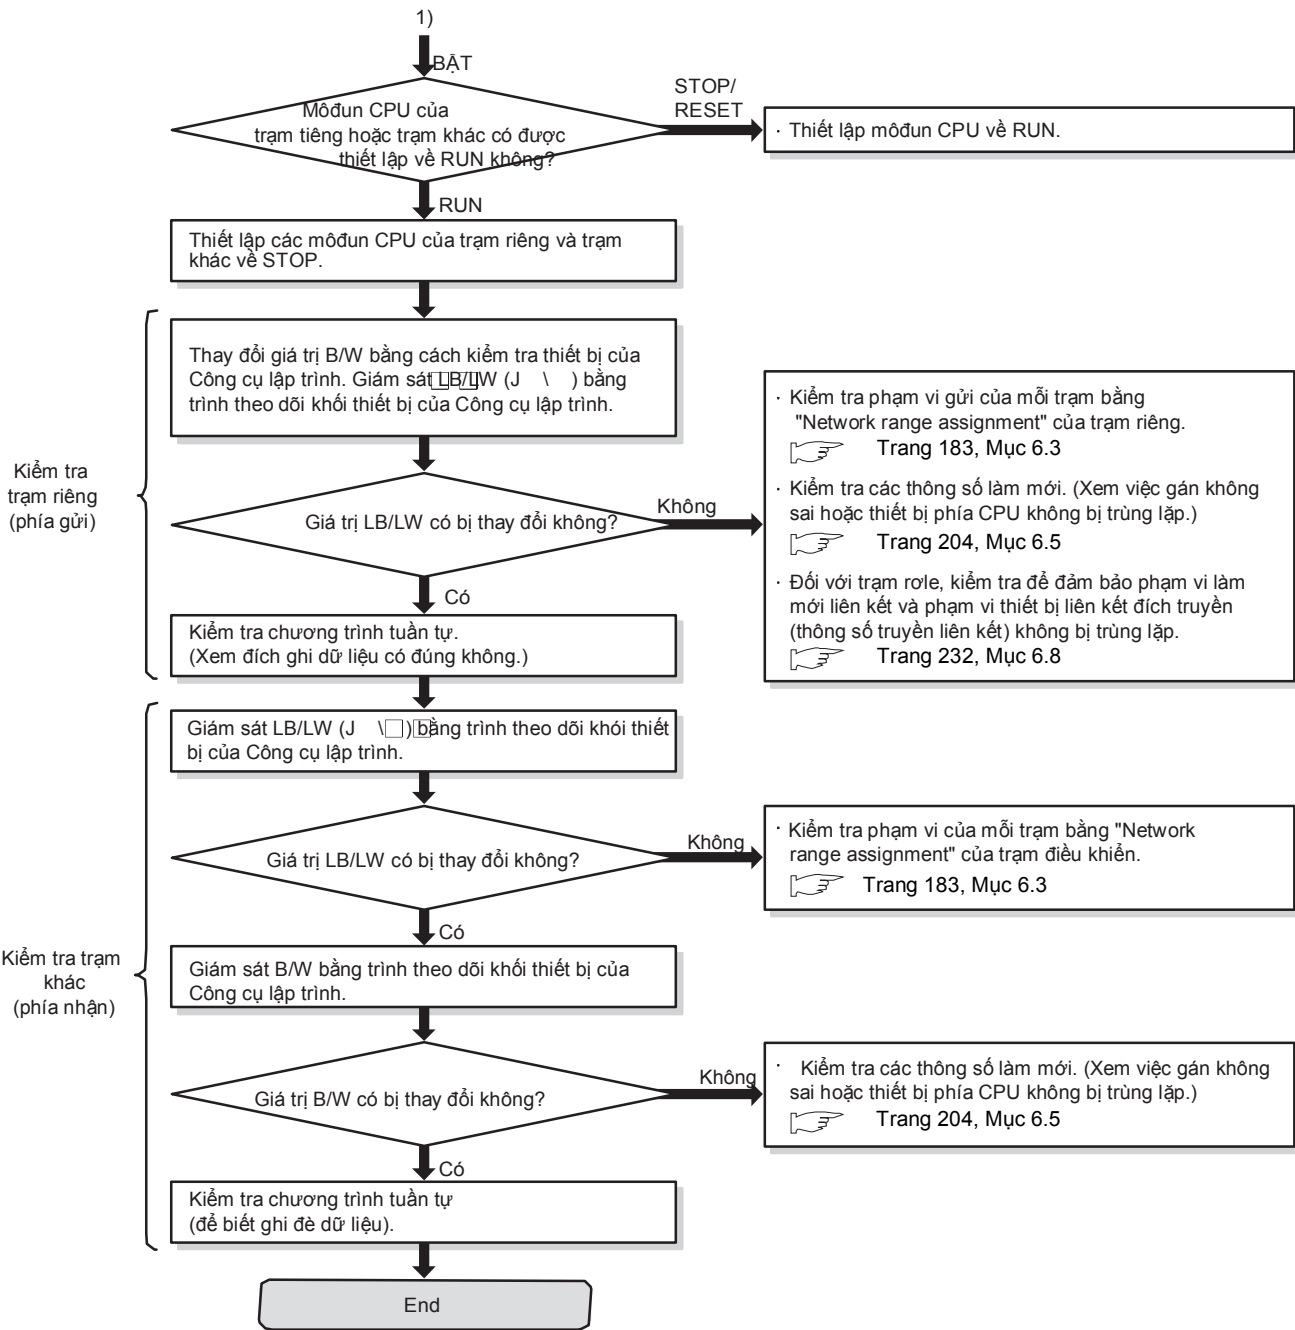 1)
BẬT
Môđun CPU của
trạm tiêng hoặc trạm khác có được
thiết lập về RUN không?
STOP/
RESET
· Thiết lập môđun CPU về RUN.
RUN
Thiết lập các môđun CPU của trạm riêng và trạm
khác về STOP.
Kiểm tra
trạm riêng
(phía gửi)
Thay đổi giá trị B/W bằng cách kiểm tra thiết bị của
Công cụ lập trình. Giám sát LB/LW (J \ ) bằng
trình theo dõi khối thiết bị của Công cụ lập trình.
Giá trị LB/LW có bị thay đổi không?
Không
· Kiểm tra phạm vi gửi của mỗi trạm bằng
"Network range assignment" của trạm riêng.
Trang 183, Mục 6.3
· Kiểm tra các thông số làm mới. (Xem việc gán không
sai hoặc thiết bị phía CPU không bị trùng lặp.)
Trang 204, Mục 6.5
· Đối với trạm rơle, kiểm tra để đảm bảo phạm vi làm
mới liên kết và phạm vi thiết bị liên kết đích truyền
(thông số truyền liên kết) không bị trùng lặp.
Trang 232, Mục 6.8
Có
Kiểm tra chương trình tuần tự.
(Xem đích ghi dữ liệu có đúng không.)
Kiểm tra trạm
khác
(phía nhận)
Giám sát LB/LW (J \□ )□bằng trình theo dõi khói thiết
bị của Công cụ lập trình.
Giá trị LB/LW có bị thay đổi không?
Không
· Kiểm tra phạm vi của mỗi trạm bằng "Network
range assignment" của trạm điều khiển.
Trang 183, Mục 6.3
Có
Giám sát B/W bằng trình theo dõi khối thiết bị của
Công cụ lập trình.
Giá trị B/W có bị thay đổi không?
Không
· Kiểm tra các thông số làm mới. (Xem việc gán không
sai hoặc thiết bị phía CPU không bị trùng lặp.)
Trang 204, Mục 6.5
Có
Kiểm tra chương trình tuần tự
(để biết ghi đè dữ liệu).
End